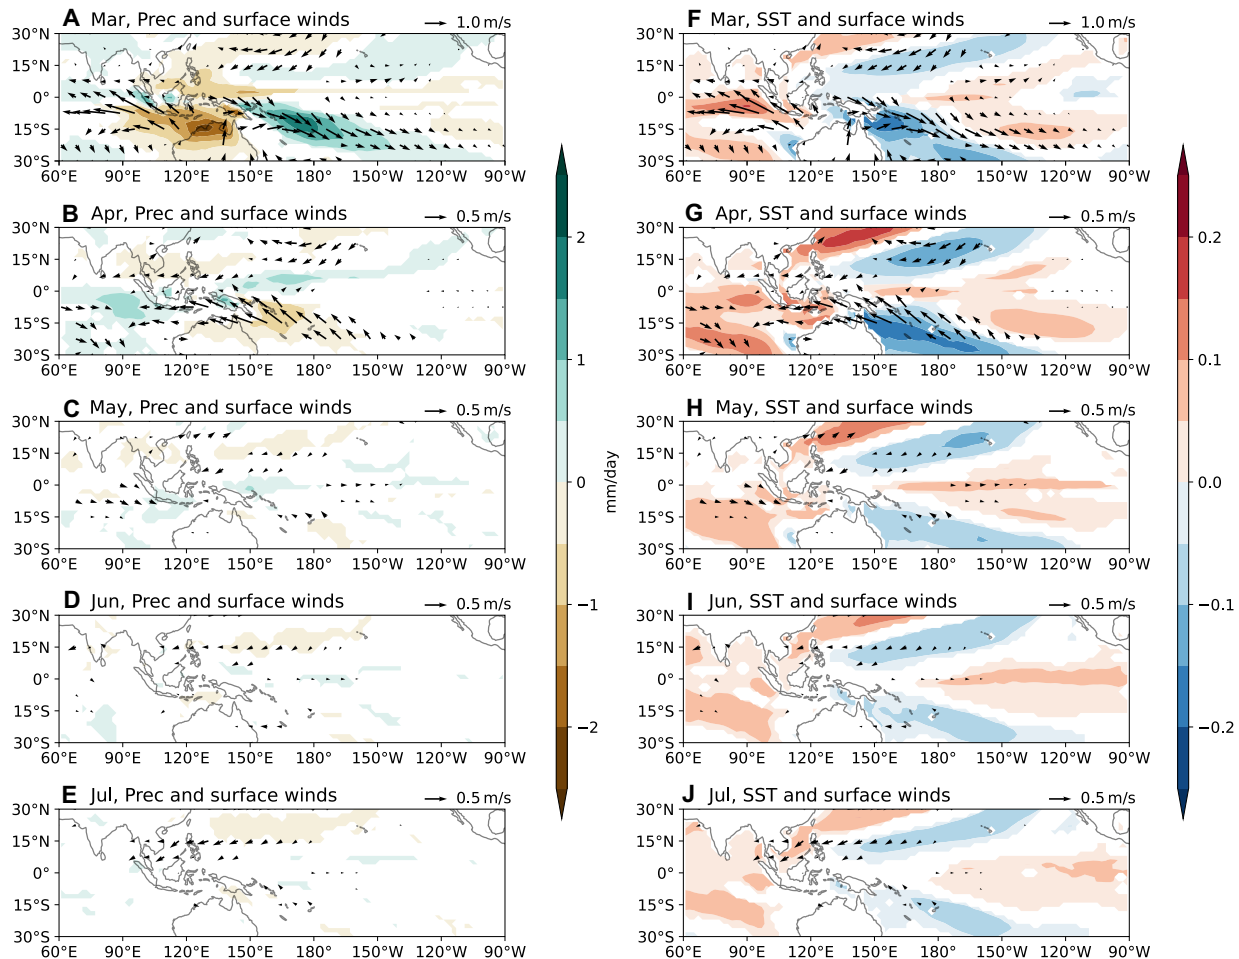 A Mar, Prec and surface winds 1.0 m/s
30°N
15°N
0°
15°S
30°S
60°E 90°E 120°E 150°E 180° 150°W 120°W 90°W
B Apr, Prec and surface winds 0.5 m/s
30°N
15°N
0°
15°S
30°S
60°E 90°E 120°E 150°E 180° 150°W 120°W 90°W
C May, Prec and surface winds 0.5 m/s
30°N
15°N
0°
15°S
30°S
60°E 90°E 120°E 150°E 180° 150°W 120°W 90°W
D Jun, Prec and surface winds 0.5 m/s
30°N
15°N
0°
15°S
30°S
60°E 90°E 120°E 150°E 180° 150°W 120°W 90°W
E Jul, Prec and surface winds 0.5 m/s
30°N
15°N
0°
15°S
30°S
60°E 90°E 120°E 150°E 180° 150°W 120°W 90°W
2
1
0
−1
−2
mm/day
F Mar, SST and surface winds 1.0 m/s
30°N
15°N
0°
15°S
30°S
60°E 90°E 120°E 150°E 180° 150°W 120°W 90°W
G Apr, SST and surface winds 0.5 m/s
30°N
15°N
0°
15°S
30°S
60°E 90°E 120°E 150°E 180° 150°W 120°W 90°W
H May, SST and surface winds 0.5 m/s
30°N
15°N
0°
15°S
30°S
60°E 90°E 120°E 150°E 180° 150°W 120°W 90°W
I Jun, SST and surface winds 0.5 m/s
30°N
15°N
0°
15°S
30°S
60°E 90°E 120°E 150°E 180° 150°W 120°W 90°W
J Jul, SST and surface winds 0.5 m/s
30°N
15°N
0°
15°S
30°S
60°E 90°E 120°E 150°E 180° 150°W 120°W 90°W
0.2
0.1
0.0
−0.1
−0.2